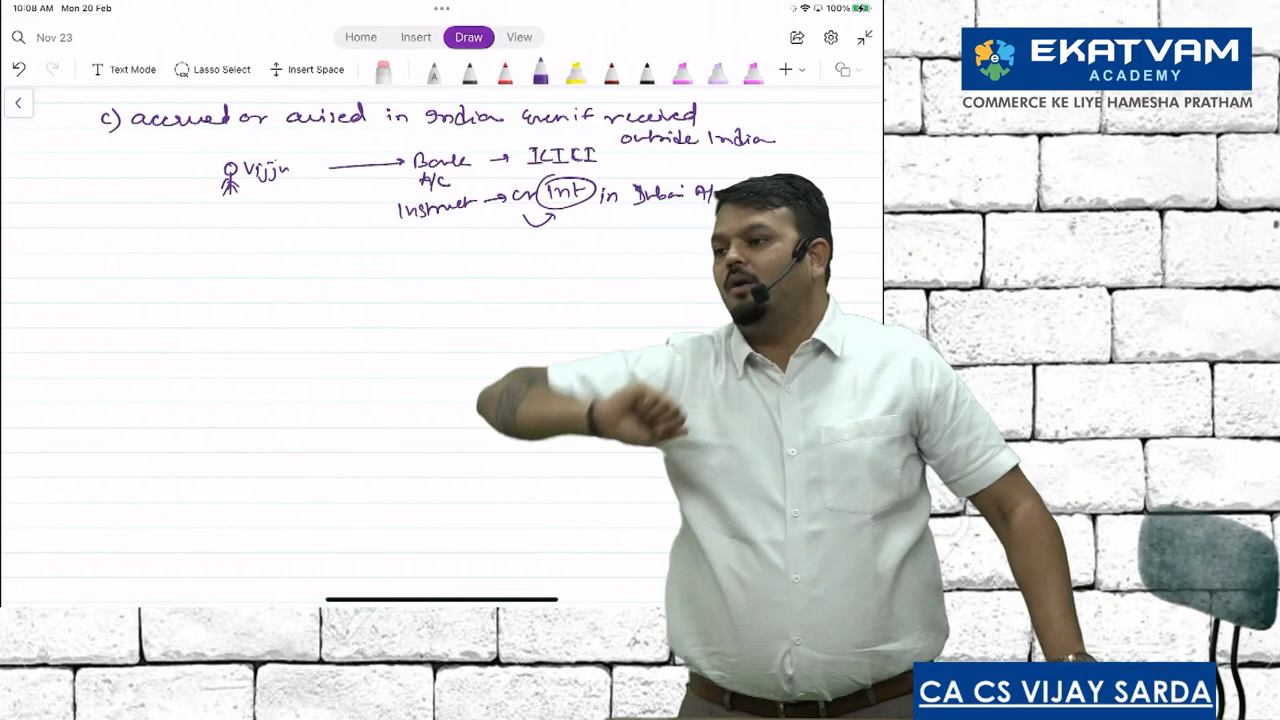 10:08 AM Mon 20 Feb
100%
Nov 23
Home Insert Draw View
Text Mode Lasso Select Insert Space
A
c) accrued or arised in India even if received
outside India
Vijju → Bank → ICICI
A/C
Instruct → cr int in Dubai A/
EKATVAM
ACADEMY
COMMERCE KE LIYE HAMESHA PRATHAM
CA CS VIJAY SARDA